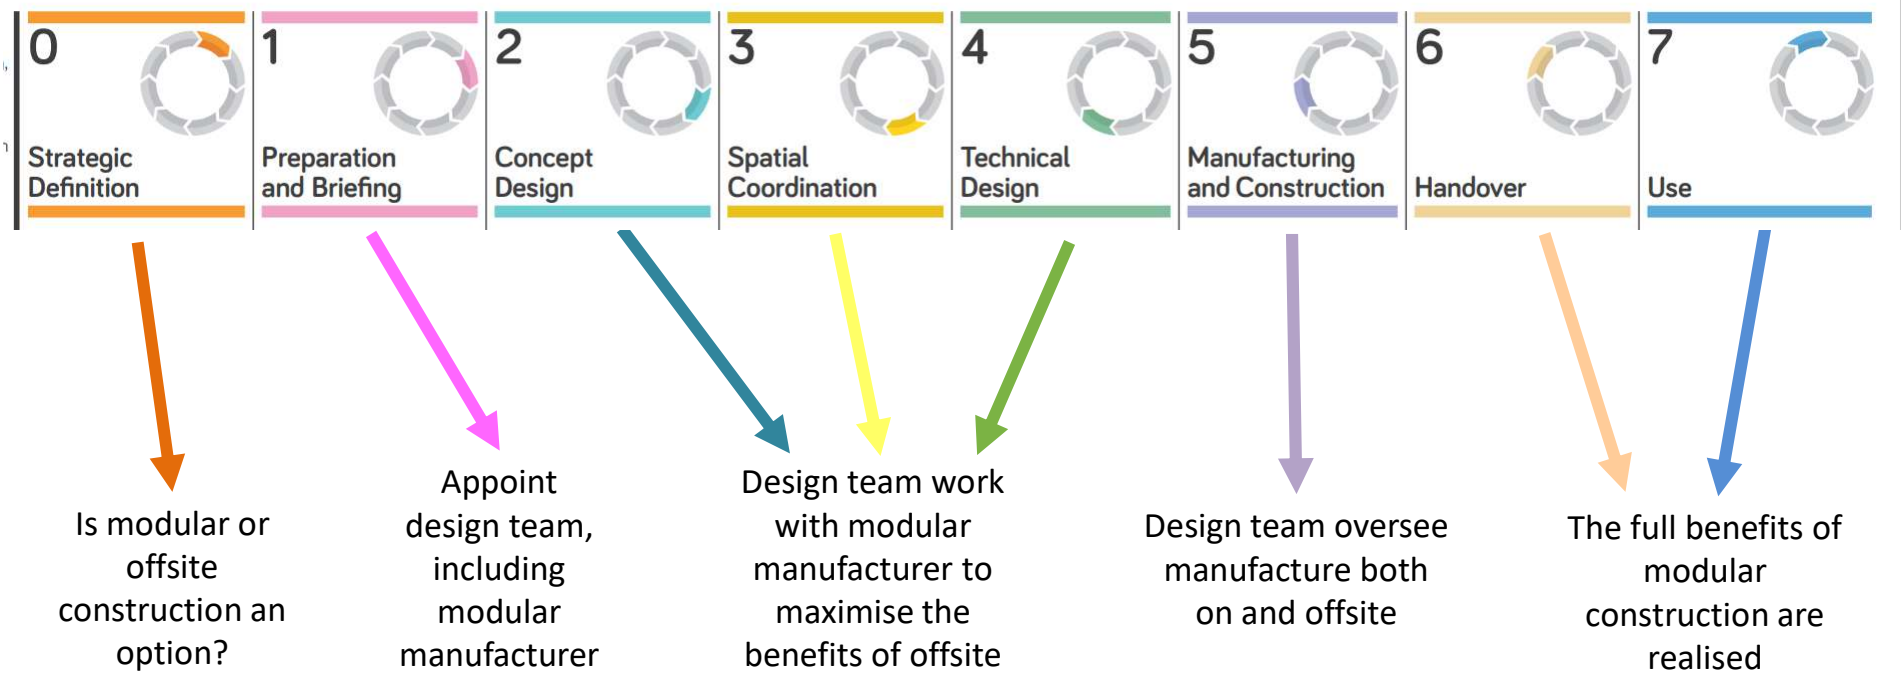 0
Strategic
Definition
1
Preparation
and Briefing
2
Concept
Design
3
Spatial
Coordination
4
Technical
Design
5
Manufacturing
and Construction
6
Handover
7
Use
Is modular or
offsite
construction an
option?
Appoint
design team,
including
modular
manufacturer
Design team work
with modular
manufacturer to
maximise the
benefits of offsite
Design team oversee
manufacture both
on and offsite
The full benefits of
modular
construction are
realised